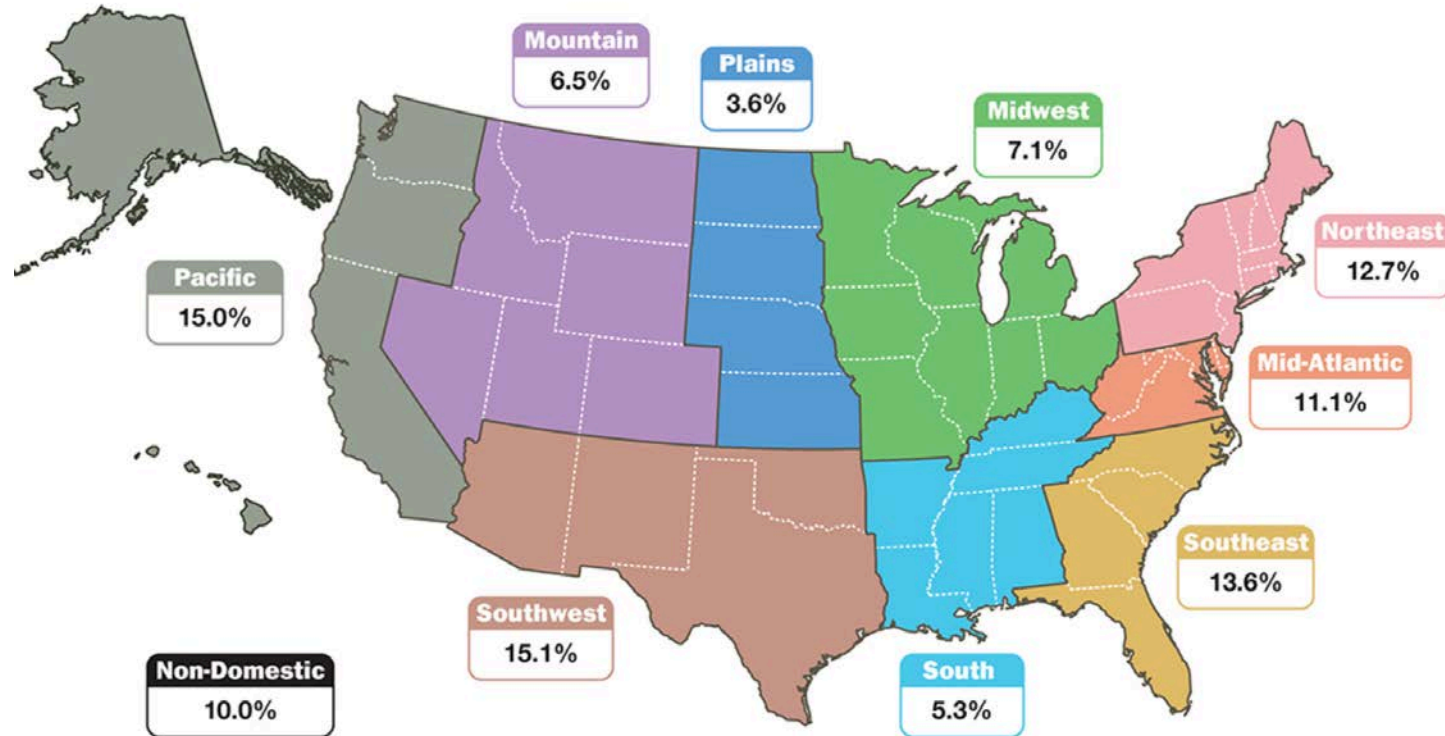 Mountain
6.5%
Plains
3.6%
Midwest
7.1%
Northeast
12.7%
Pacific
15.0%
Mid-Atlantic
11.1%
Southeast
13.6%
Southwest
15.1%
South
5.3%
Non-Domestic
10.0%